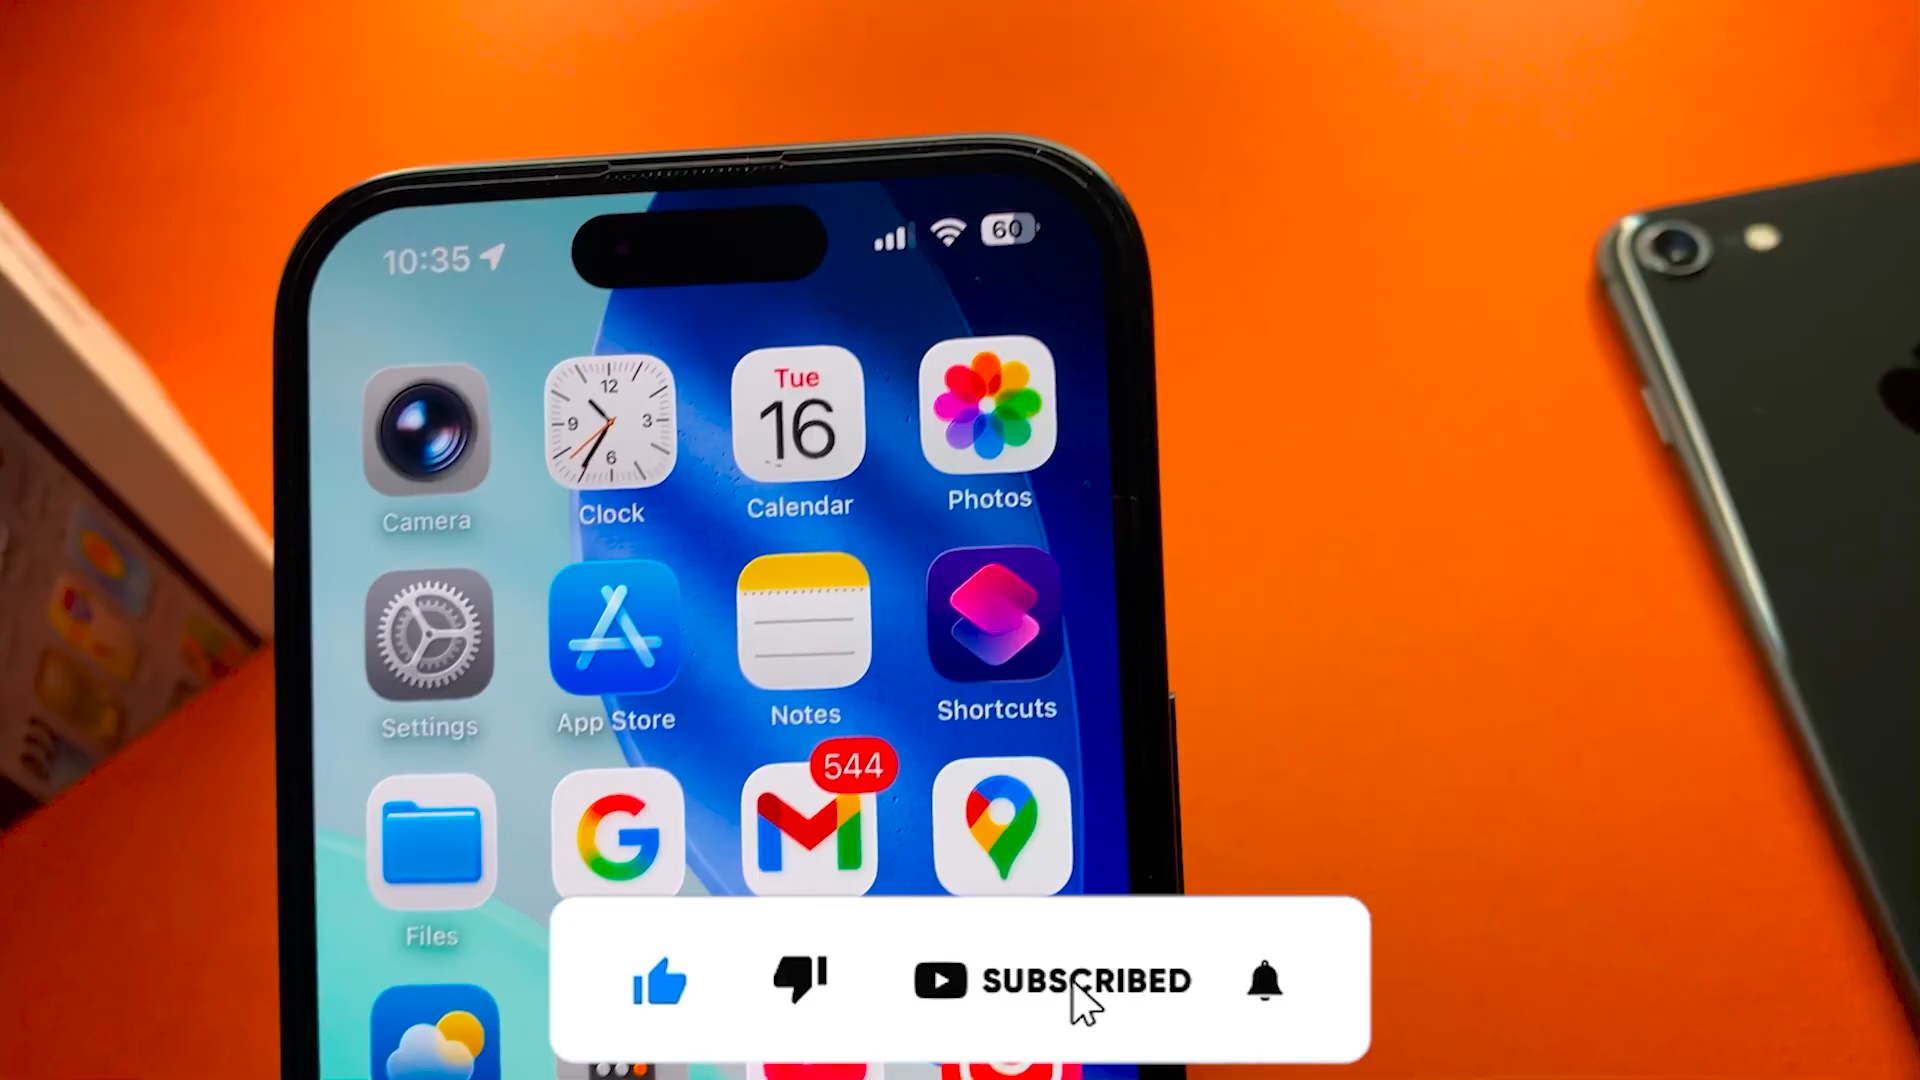 10:35
60
12
9
3
6
Tue
16
Camera
Clock
Calendar
Photos
Settings
App Store
Notes
Shortcuts
544
Files
SUBSCRIBED